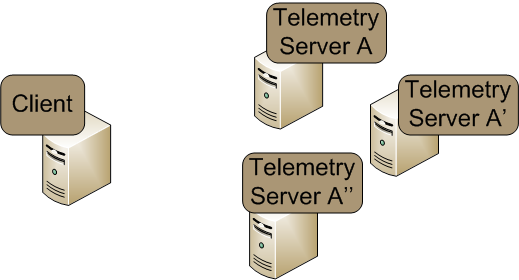 Client
Telemetry
Server A
Telemetry
Server A’
Telemetry
Server A’’